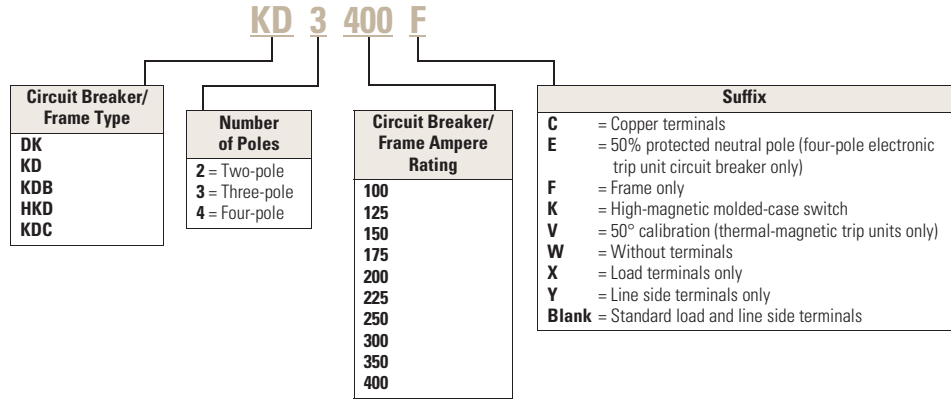 KD 3 400 F
Circuit Breaker/
Frame Type
DK
KD
KDB
HKD
KDC
Number
of Poles
2 = Two-pole
3 = Three-pole
4 = Four-pole
Circuit Breaker/
Frame Ampere
Rating
100
125
150
175
200
225
250
300
350
400
Suffix
C = Copper terminals
E = 50% protected neutral pole (four-pole electronic
trip unit circuit breaker only)
F = Frame only
K = High-magnetic molded-case switch
V = 50° calibration (thermal-magnetic trip units only)
W = Without terminals
X = Load terminals only
Y = Line side terminals only
Blank = Standard load and line side terminals